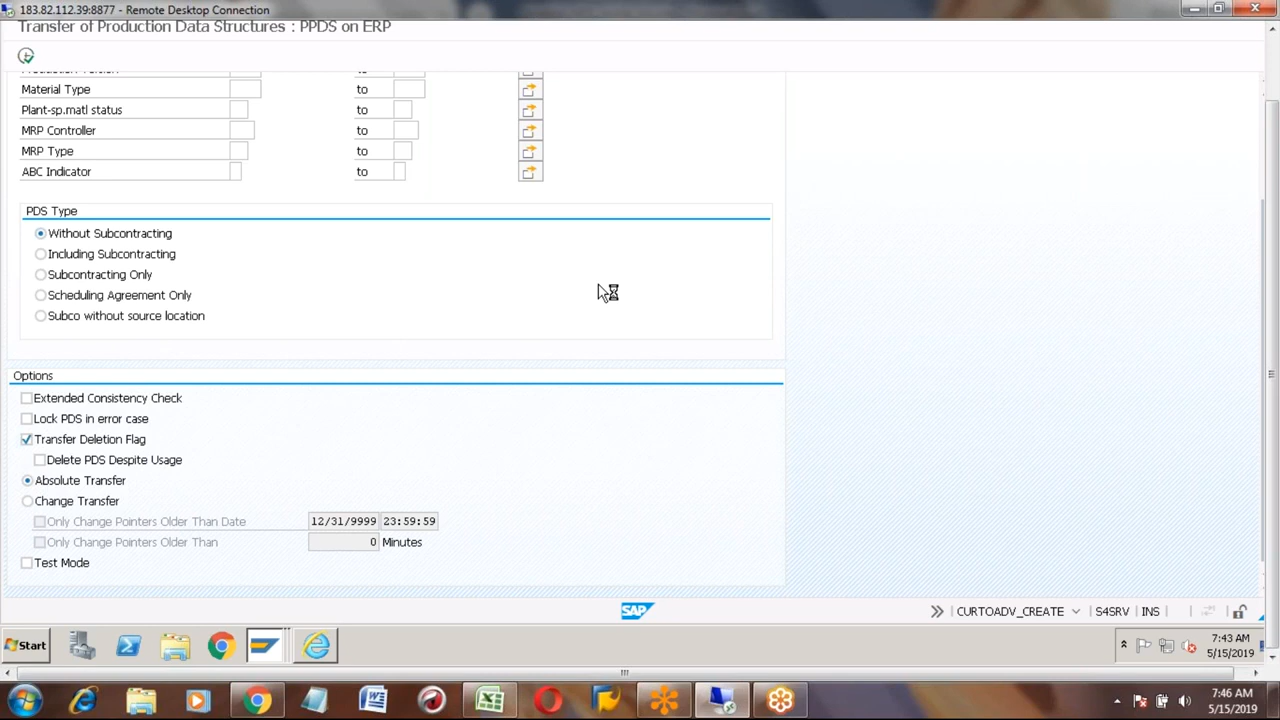 183.82.112.39:8877 - Remote Desktop Connection
Transfer of Production Data Structures : PPDS on ERP
Production Version to
Material Type to
Plant-sp.matl status to
MRP Controller to
MRP Type to
ABC Indicator to
PDS Type
Without Subcontracting
Including Subcontracting
Subcontracting Only
Scheduling Agreement Only
Subco without source location
Options
Extended Consistency Check
Lock PDS in error case
Transfer Deletion Flag
Delete PDS Despite Usage
Absolute Transfer
Change Transfer
Only Change Pointers Older Than Date 12/31/9999 23:59:59
Only Change Pointers Older Than 0 Minutes
Test Mode
SAP CURTOADV_CREATE S4SRV INS
Start 7:43 AM
5/15/2019
7:46 AM
5/15/2019